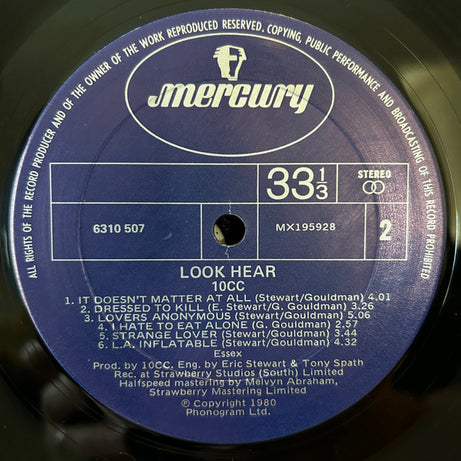 ALL RIGHTS OF THE RECORD PRODUCER AND OF THE OWNER OF THE WORK REPRODUCED RESERVED. COPYING, PUBLIC PERFORMANCE AND BROADCASTING OF THIS RECORD PROHIBITED
mercury
33 1/3
STEREO
6310 507
MX195928
2
LOOK HEAR
10CC
1. IT DOESN'T MATTER AT ALL (Stewart/Gouldman) 4.01
2. DRESSED TO KILL (E. Stewart/G. Gouldman) 3.26
3. LOVERS ANONYMOUS (Stewart/Gouldman) 5.06
4. I HATE TO EAT ALONE (G. Gouldman) 2.57
5. STRANGE LOVER (Stewart/Gouldman) 3.44
6. L.A. INFLATABLE (Stewart/Gouldman) 4.32
Essex
Prod. by 10CC, Eng. by Eric Stewart & Tony Spath
Rec. at Strawberry Studios (South) Limited
Halfspeed mastering by Melvyn Abraham,
Strawberry Mastering Limited
℗ Copyright 1980
Phonogram Ltd.